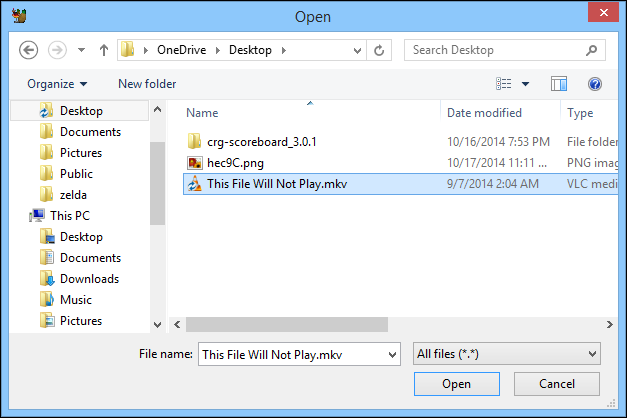 Open
OneDrive Desktop Search Desktop
Organize New folder
Name Date modified Type
Desktop
Documents
Pictures
Public
zelda
This PC
Desktop
Documents
Downloads
Music
Pictures
crg-scoreboard_3.0.1 10/16/2014 7:53 PM File folder
hec9C.png 10/17/2014 11:11 ... PNG imag
This File Will Not Play.mkv 9/7/2014 2:04 AM VLC medi
File name: This File Will Not Play.mkv All files (*.*)
Open Cancel